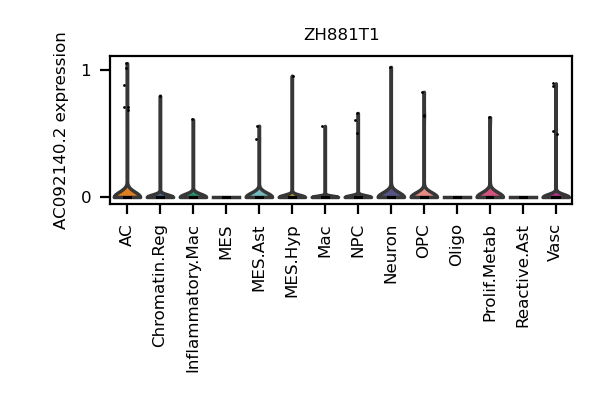 ZH881T1
AC092140.2 expression
1
0
AC
Chromatin.Reg
Inflammatory.Mac
MES
MES.Ast
MES.Hyp
Mac
NPC
Neuron
OPC
Oligo
Prolif.Metab
Reactive.Ast
Vasc